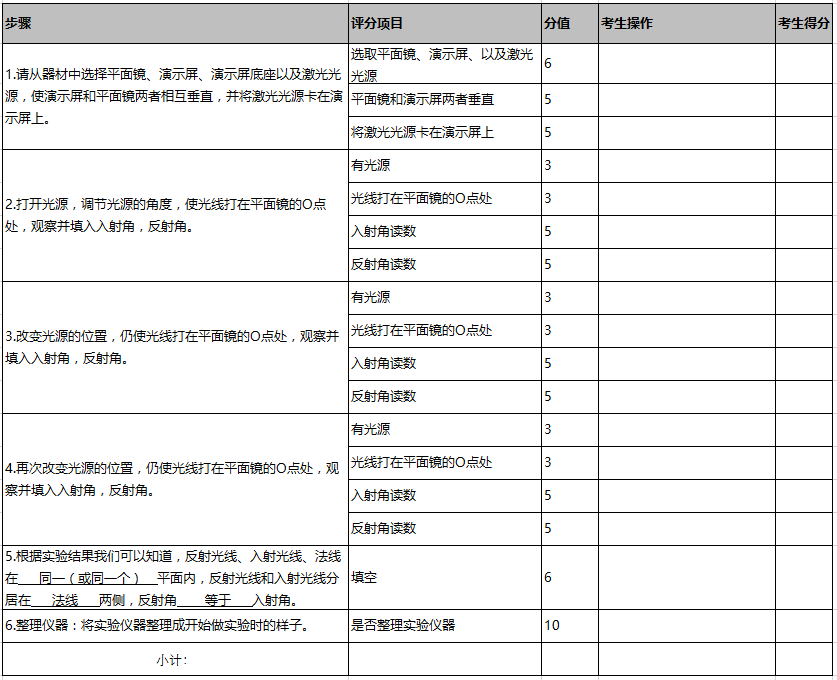 步骤 评分项目 分值 考生操作 考生得分
1.请从器材中选择平面镜、演示屏、演示屏底座以及激光光
源，使演示屏和平面镜两者相互垂直，并将激光光源卡在演
示屏上。
选取平面镜、演示屏、以及激光
光源
6
平面镜和演示屏两者垂直 5
将激光光源卡在演示屏上 5
2.打开光源，调节光源的角度，使光线打在平面镜的O点
处，观察并填入入射角，反射角。
有光源 3
光线打在平面镜的O点处 3
入射角读数 5
反射角读数 5
3.改变光源的位置，仍使光线打在平面镜的O点处，观察并
填入入射角，反射角。
有光源 3
光线打在平面镜的O点处 3
入射角读数 5
反射角读数 5
4.再次改变光源的位置，仍使光线打在平面镜的O点处，观
察并填入入射角，反射角。
有光源 3
光线打在平面镜的O点处 3
入射角读数 5
反射角读数 5
5.根据实验结果我们可以知道，反射光线、入射光线、法线
在 同一（或同一个） 平面内，反射光线和入射光线分
居在 法线 两侧，反射角 等于 入射角。
填空 6
6.整理仪器：将实验仪器整理成开始做实验时的样子。 是否整理实验仪器 10
小计：